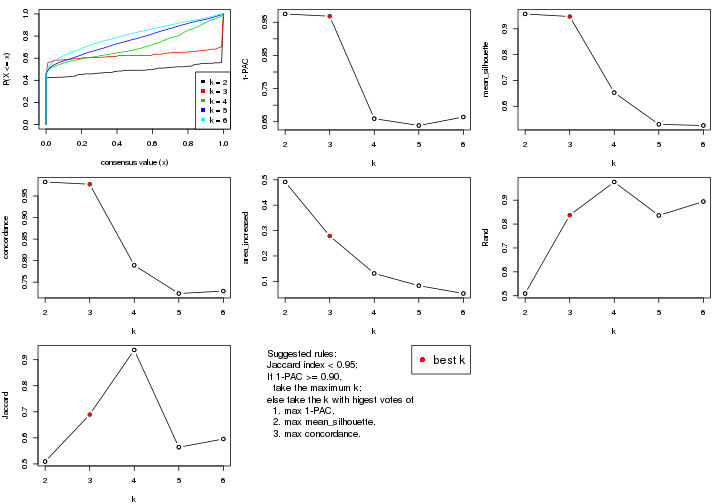 P(X <= x)
1.0
0.8
0.6
0.4
0.2
0.0
k = 2
k = 3
k = 4
k = 5
k = 6
0.0 0.2 0.4 0.6 0.8 1.0
consensus value (x)
1-PAC
0.95
0.85
0.75
0.65
2 3 4 5 6
k
mean_silhouette
0.9
0.8
0.7
0.6
2 3 4 5 6
k
concordance
0.95
0.90
0.85
0.80
0.75
2 3 4 5 6
k
area_increased
0.5
0.4
0.3
0.2
0.1
2 3 4 5 6
k
Rand
0.9
0.8
0.7
0.6
0.5
2 3 4 5 6
k
Jaccard
0.9
0.8
0.7
0.6
0.5
2 3 4 5 6
k
Suggested rules:
Jaccard index < 0.95;
If 1-PAC >= 0.90,
take the maximum k;
else take the k with higest votes of
1. max 1-PAC,
2. max mean_silhouette,
3. max concordance.
best k